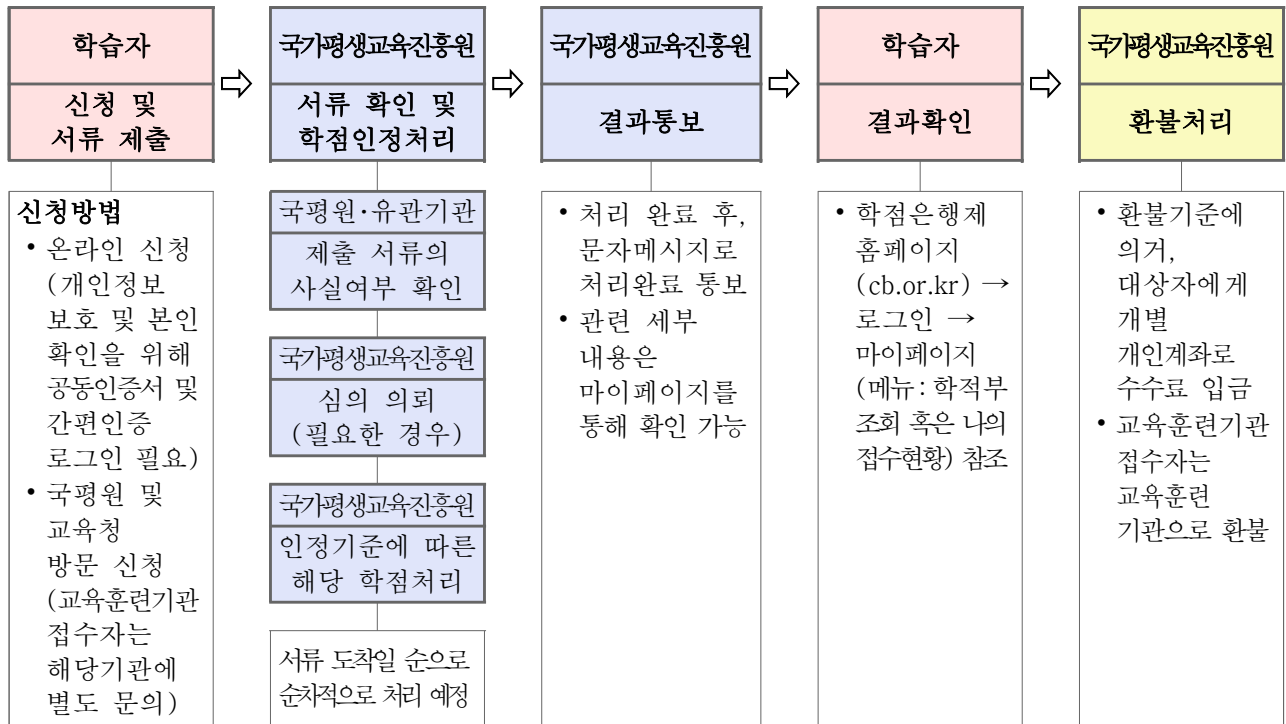 학습자
신청 및
서류 제출
신청방법
• 온라인 신청
(개인정보
보호 및 본인
확인을 위해
공동인증서 및
간편인증
로그인 필요)
• 국평원 및
교육청
방문 신청
(교육훈련기관
접수자는
해당기관에
별도 문의)
⇨
국가평생교육진흥원
서류 확인 및
학점인정처리
국평원·유관기관
제출 서류의
사실여부 확인
국가평생교육진흥원
심의 의뢰
(필요한 경우)
국가평생교육진흥원
인정기준에 따른
해당 학점처리
서류 도착일 순으로
순차적으로 처리 예정
⇨
국가평생교육진흥원
결과통보
• 처리 완료 후,
문자메시지로
처리완료 통보
• 관련 세부
내용은
마이페이지를
통해 확인 가능
⇨
학습자
결과확인
• 학점은행제
홈페이지
(cb.or.kr) →
로그인 →
마이페이지
(메뉴: 학적부
조회 혹은 나의
접수현황) 참조
⇨
국가평생교육진흥원
환불처리
• 환불기준에
의거,
대상자에게
개별
개인계좌로
수수료 입금
• 교육훈련기관
접수자는
교육훈련
기관으로 환불